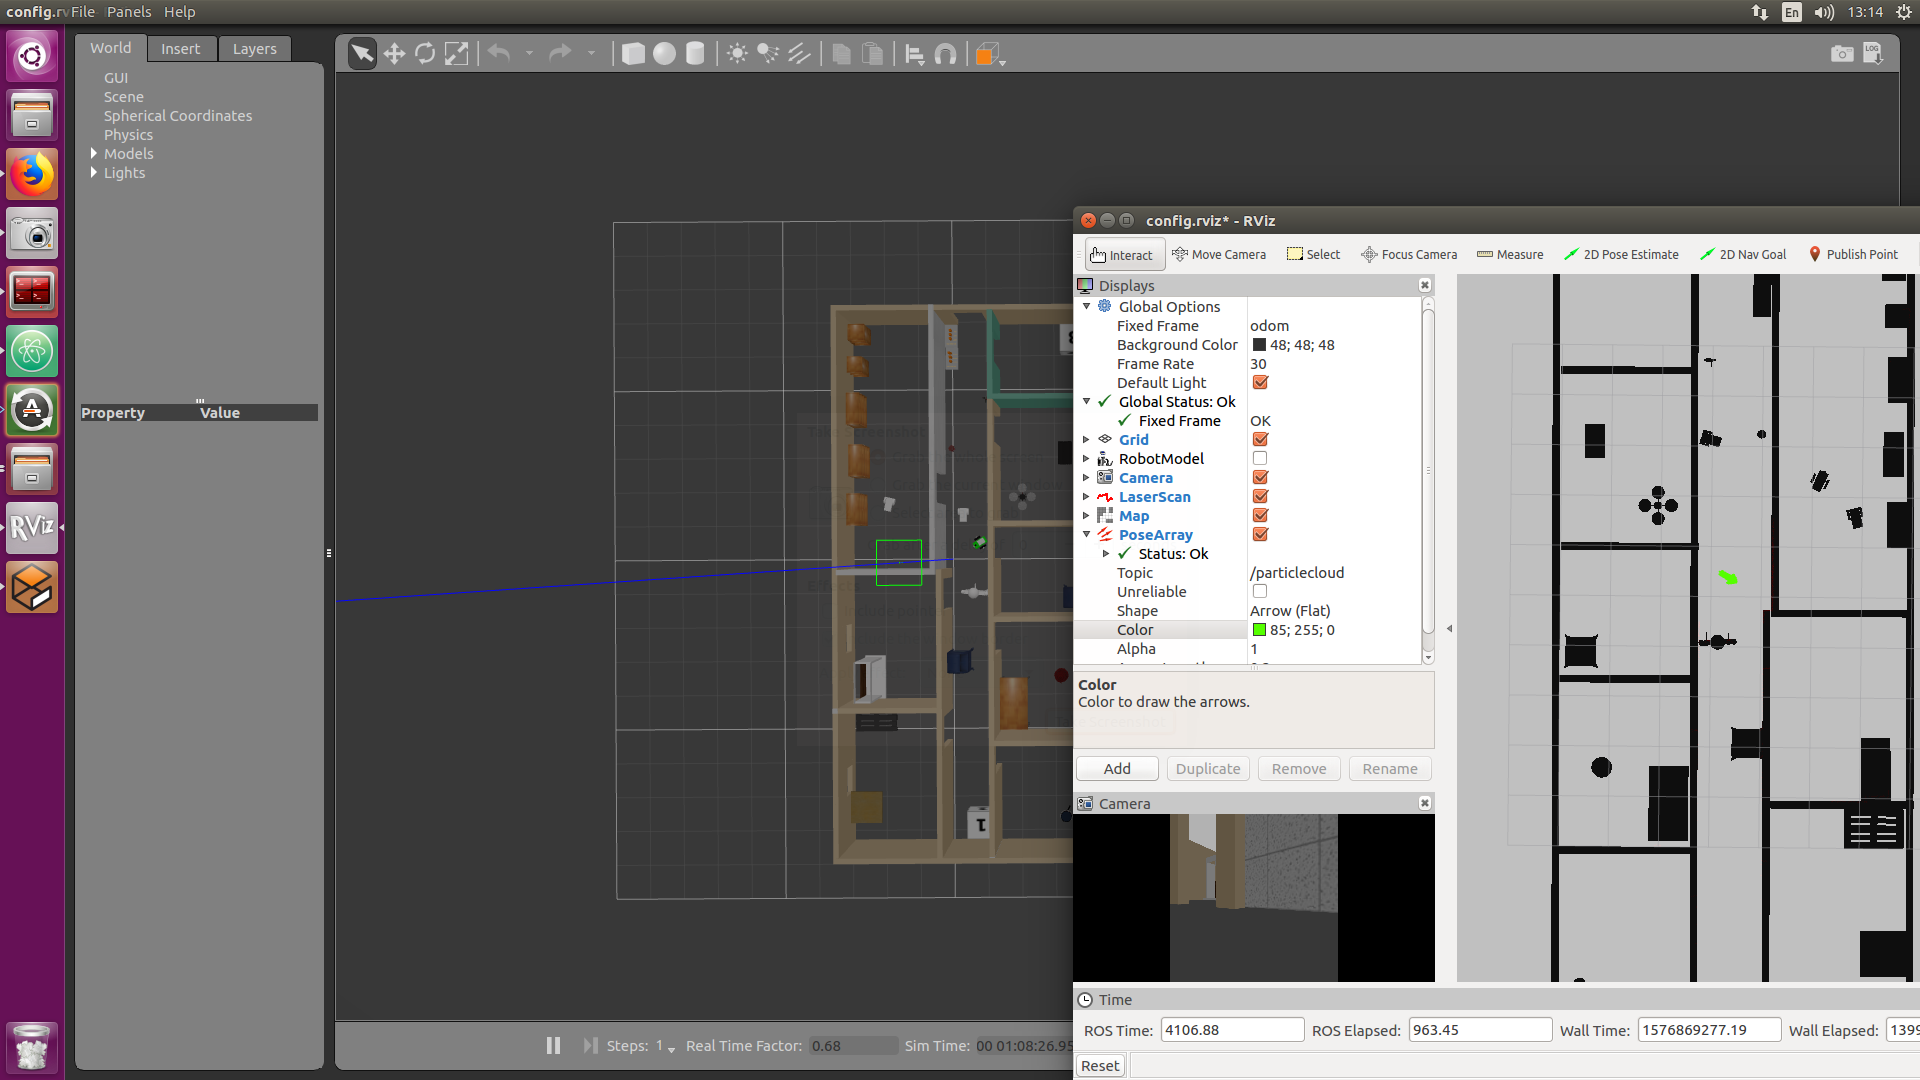 config.rv File Panels Help
En 13:14
World Insert Layers
LOG
GUI
Scene
Spherical Coordinates
Physics
Models
Lights
Property Value
RViz
1
Steps: 1 Real Time Factor: 0.68 Sim Time: 00 01:08:26.95
config.rviz* - RViz
Interact Move Camera Select Focus Camera Measure 2D Pose Estimate 2D Nav Goal Publish Point
Displays
Global Options
Fixed Frame odom
Background Color 48; 48; 48
Frame Rate 30
Default Light
Global Status: Ok
Fixed Frame OK
Grid
RobotModel
Camera
LaserScan
Map
PoseArray
Status: Ok
Topic /particlecloud
Unreliable
Shape Arrow (Flat)
Color 85; 255; 0
Alpha 1
Color
Color to draw the arrows.
Add Duplicate Remove Rename
Camera
Time
ROS Time: 4106.88 ROS Elapsed: 963.45 Wall Time: 1576869277.19 Wall Elapsed: 1399
Reset